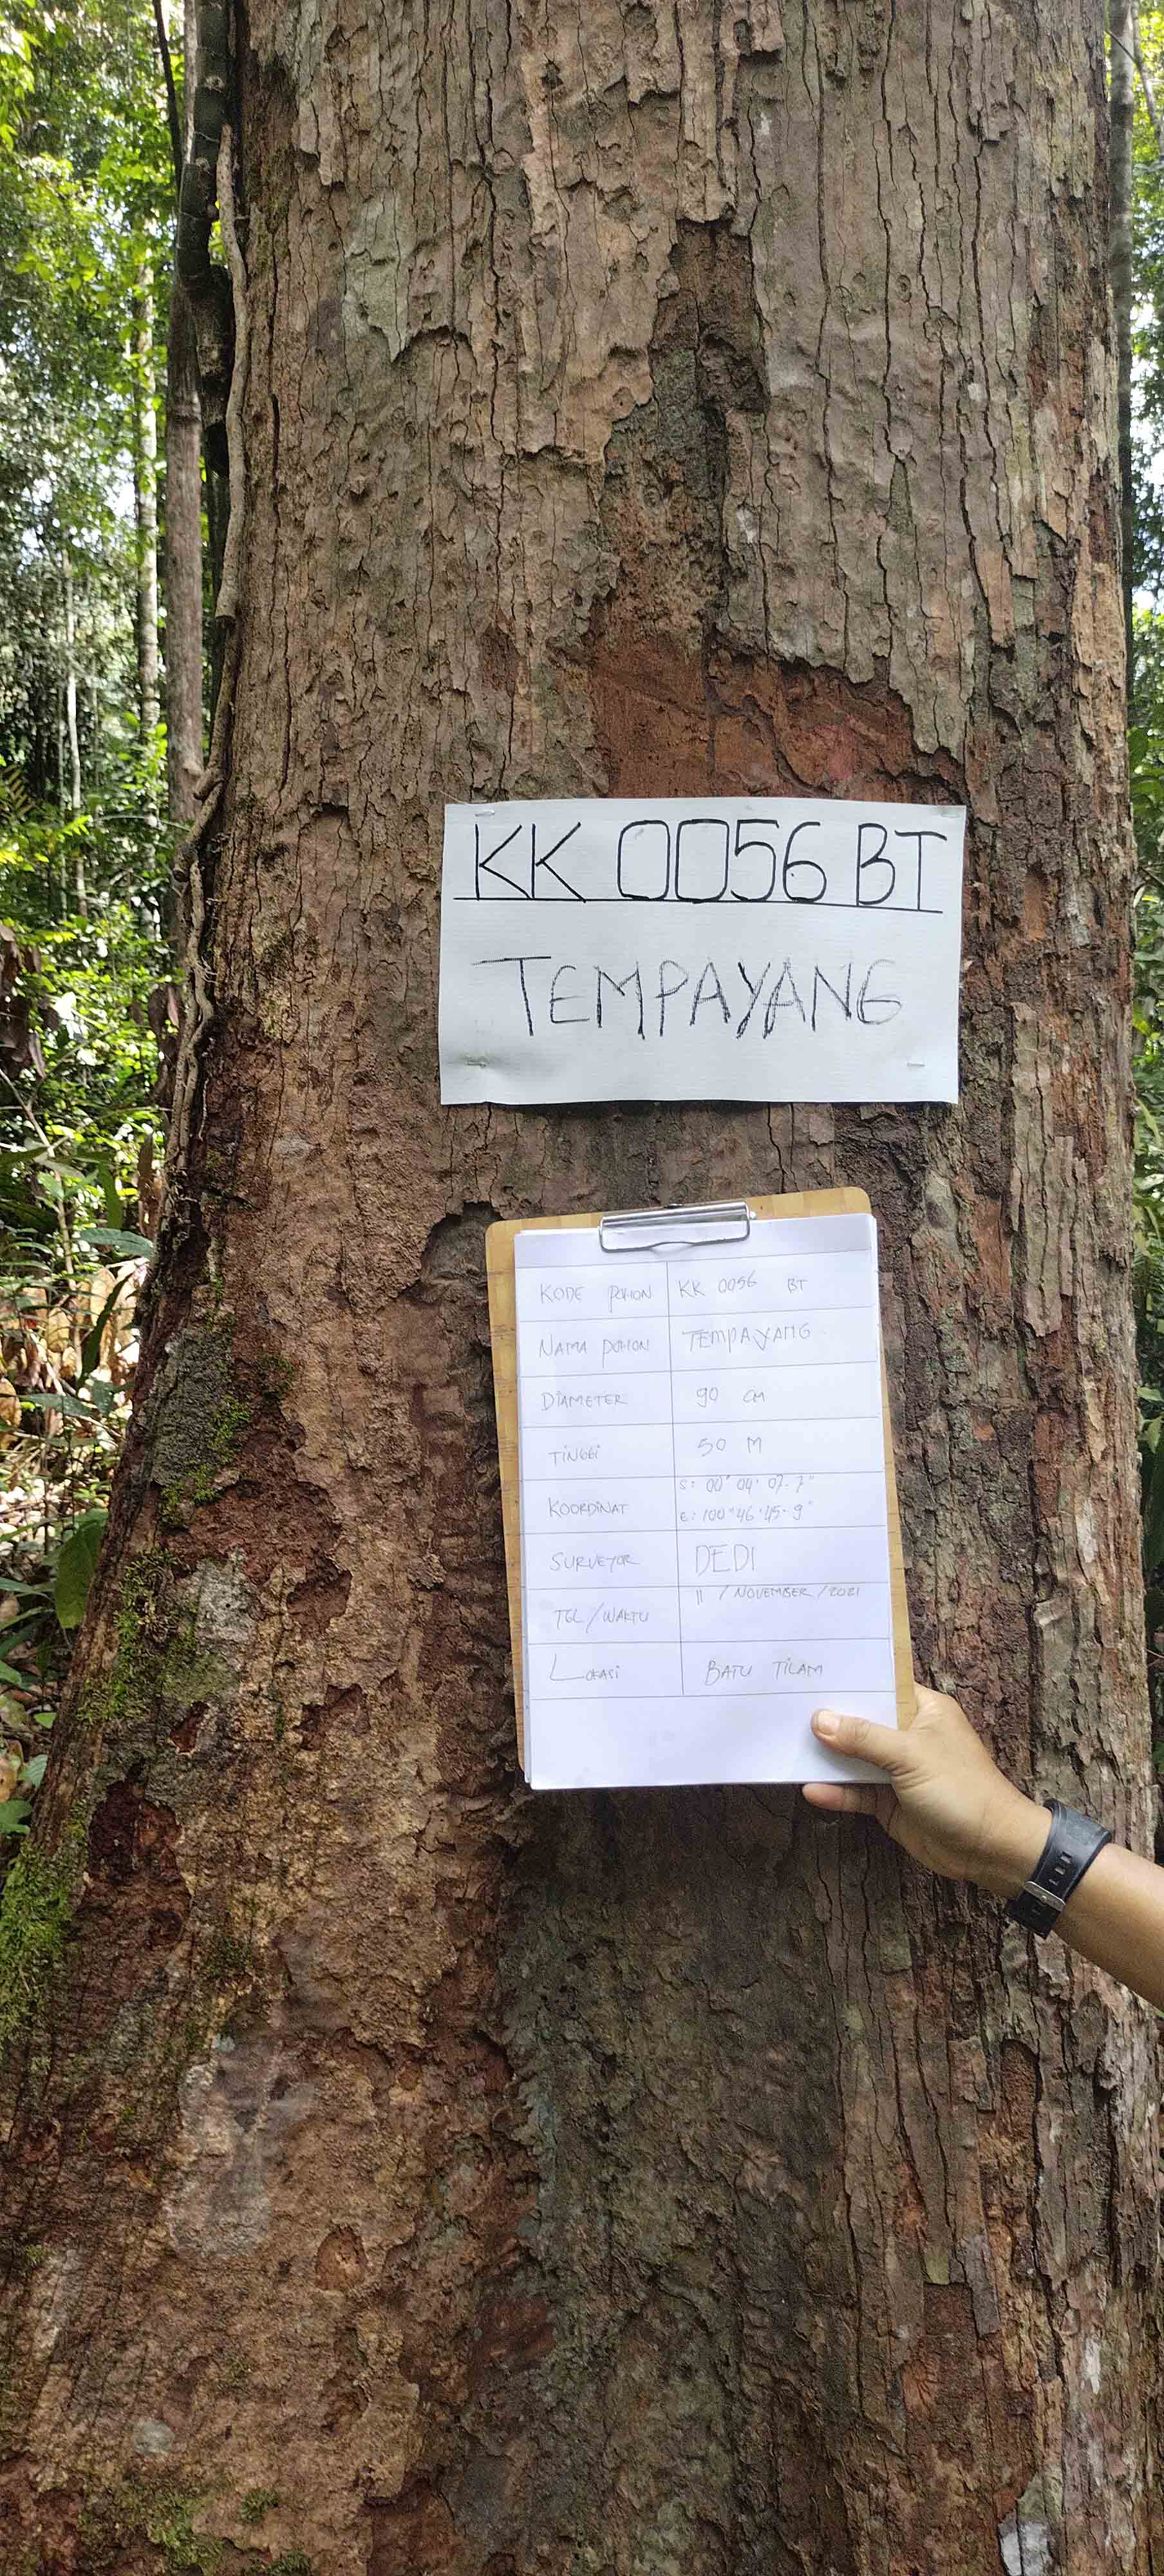 KK 0056 BT
TEMPAYANG
KODE POHON KK 0056 BT
NAMA POHON TEMPAYANG
DIAMETER 90 CM
TINGGI 50 M
KOORDINAT S: 00° 04' 07.7"
E: 100° 46' 45.9"
SURVEYOR DEDI
TGL/WAKTU 11 / NOVEMBER / 2021
LOKASI BATU TILAM